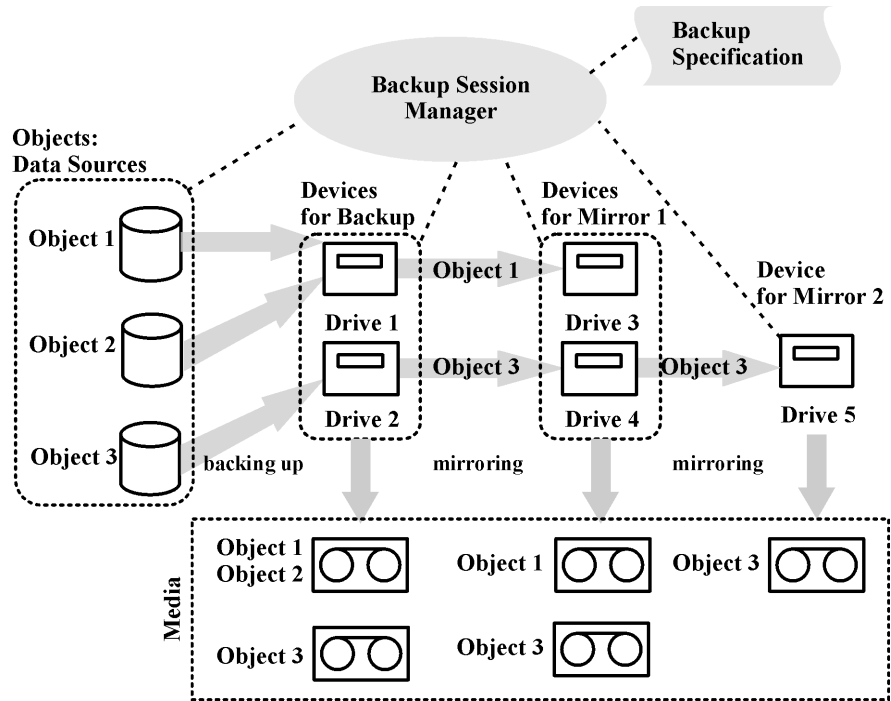 Backup
Specification
Backup Session
Manager
Objects:
Data Sources
Devices
for Backup
Devices
for Mirror 1
Device
for Mirror 2
Object 1
Object 2
Object 3
Object 1
Drive 1
Drive 3
Object 3
Object 3
Drive 2
Drive 4
Drive 5
backing up
mirroring
mirroring
Media
Object 1
Object 2
Object 1
Object 3
Object 3
Object 3